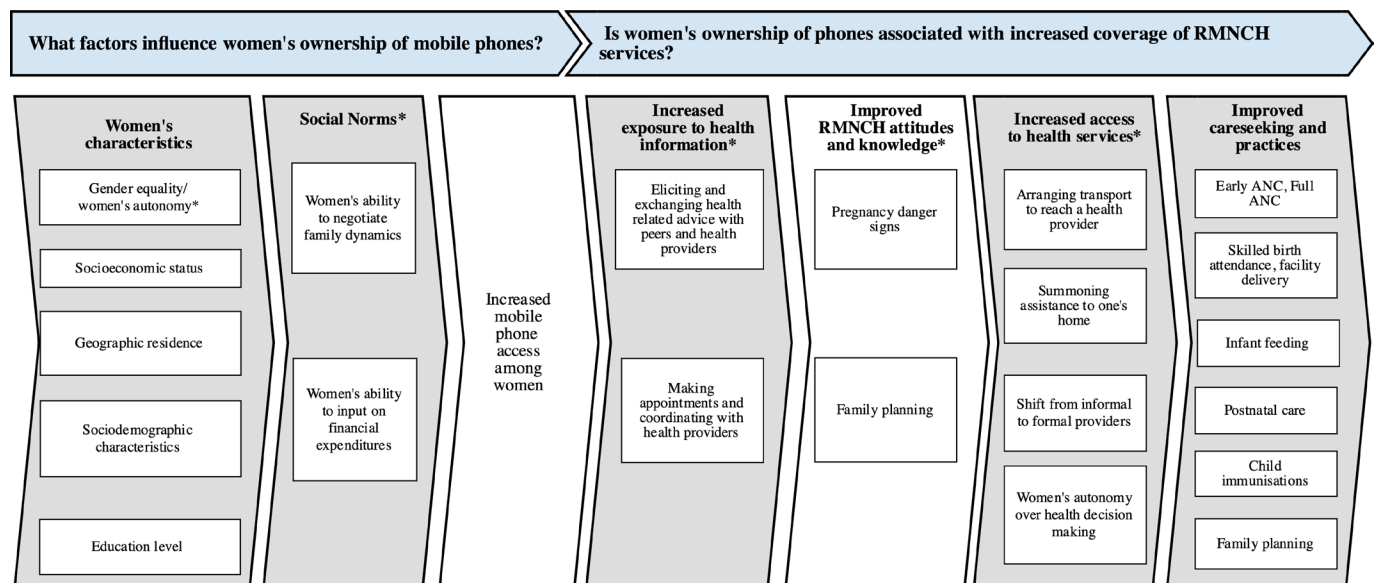 What factors influence women's ownership of mobile phones?
Is women's ownership of phones associated with increased coverage of RMNCH
services?
Women's
characteristics
Gender equality/
women's autonomy*
Socioeconomic status
Geographic residence
Sociodemographic
characteristics
Education level
Social Norms*
Women's ability
to negotiate
family dynamics
Women's ability
to input on
financial
expenditures
Increased
mobile
phone
access
among
women
Increased
exposure to health
information*
Eliciting and
exchanging health
related advice with
peers and health
providers
Making
appointments and
coordinating with
health providers
Improved
RMNCH attitudes
and knowledge*
Pregnancy danger
signs
Family planning
Increased access
to health services*
Arranging transport
to reach a health
provider
Summoning
assistance to one's
home
Shift from informal
to formal providers
Women's autonomy
over health decision
making
Improved
careseeking and
practices
Early ANC, Full
ANC
Skilled birth
attendance, facility
delivery
Infant feeding
Postnatal care
Child
immunisations
Family planning